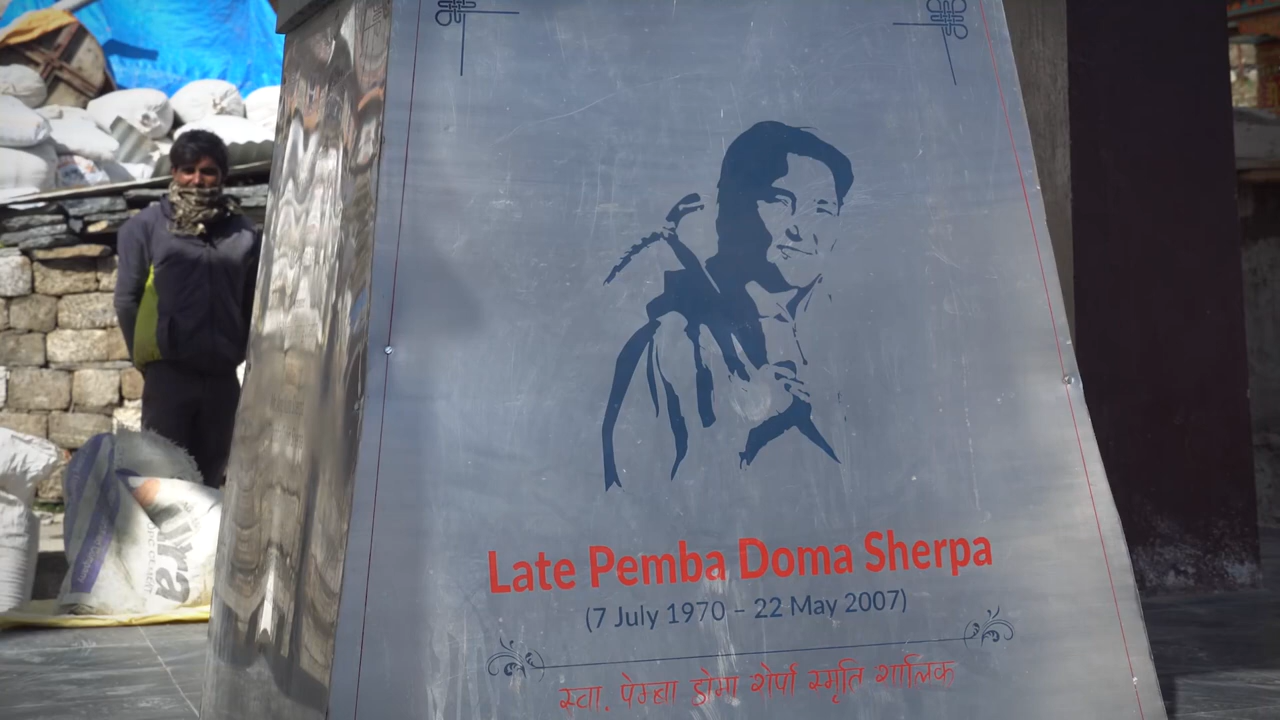 Late Pemba Doma Sherpa
(7 July 1970 – 22 May 2007)
स्वा. पेम्बा डोमा शेर्पा स्मृति शालिक